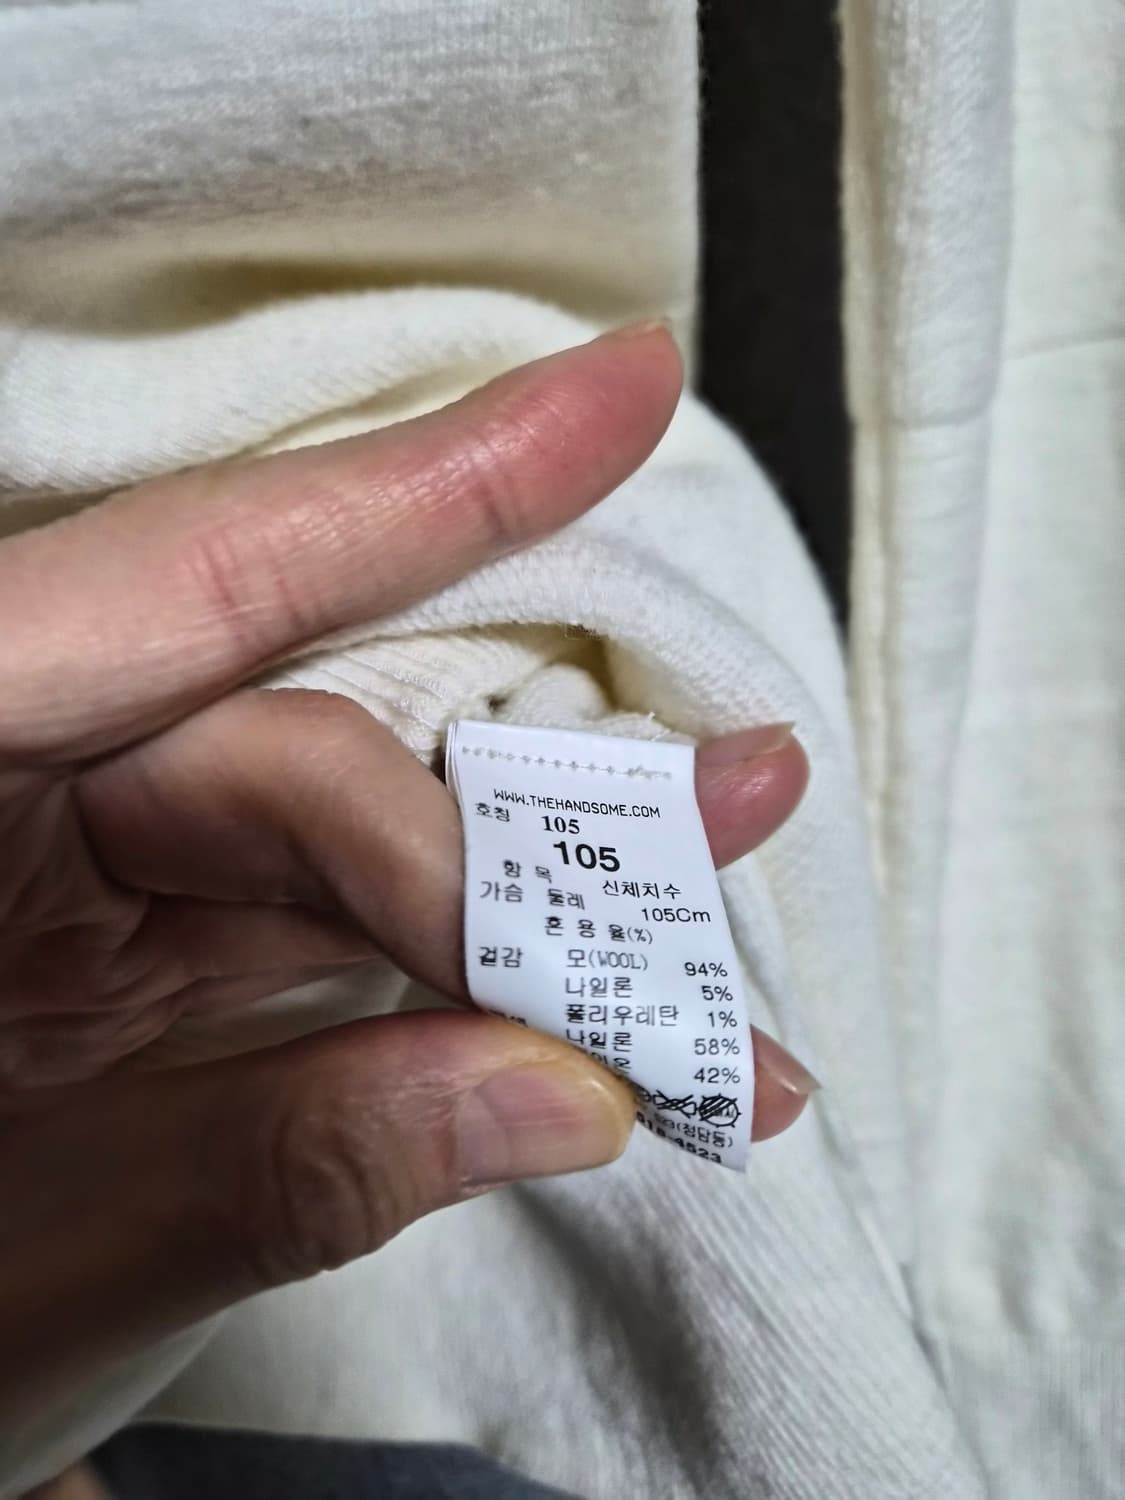 WWW.THEHANDSOME.COM
호칭 105
105
항 목 신체치수
가슴 둘레 105Cm
혼 용 율(%)
겉감 모(WOOL) 94%
나일론 5%
폴리우레탄 1%
나일론 58%
42%
(청담동)
4523